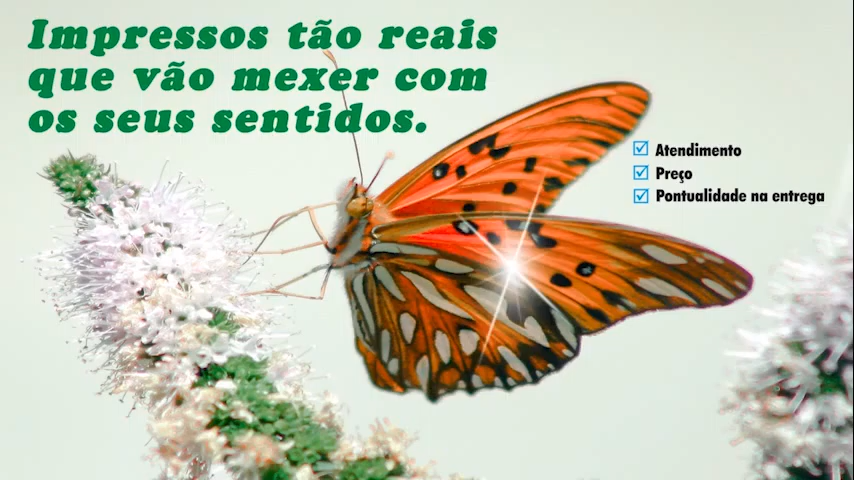 Impressos tão reais
que vão mexer com
os seus sentidos.
Atendimento
Preço
Pontualidade na entrega